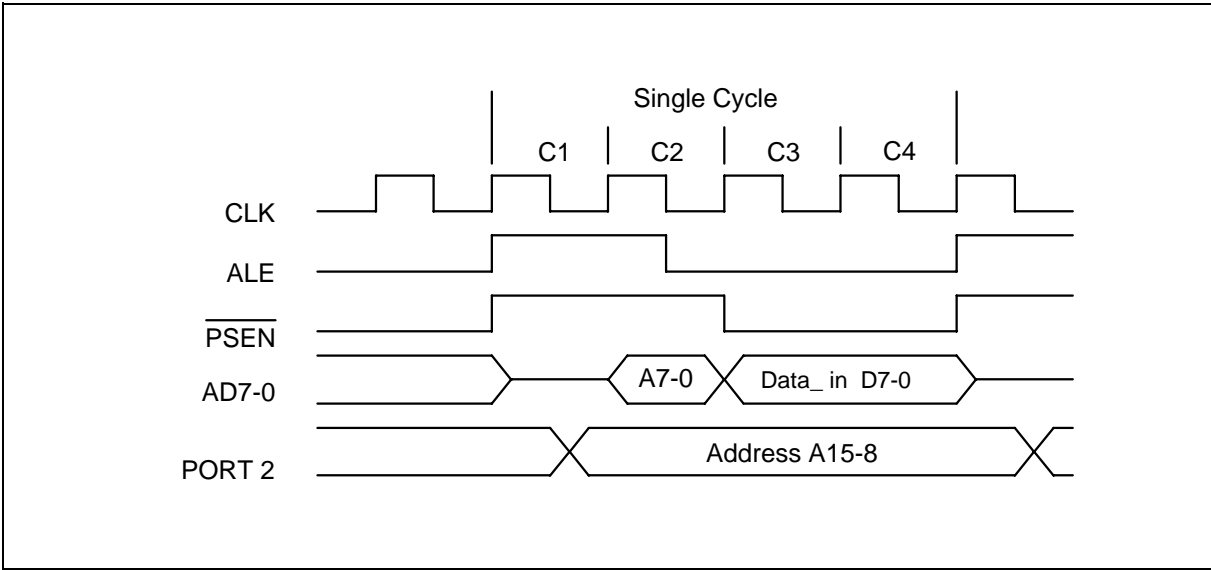 Single Cycle
C1 C2 C3 C4
CLK
ALE
PSEN
AD7-0 A7-0 Data_ in D7-0
PORT 2 Address A15-8